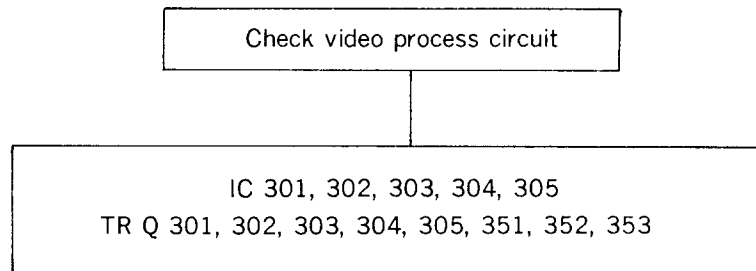 Check video process circuit
IC 301, 302, 303, 304, 305
TR Q 301, 302, 303, 304, 305, 351, 352, 353